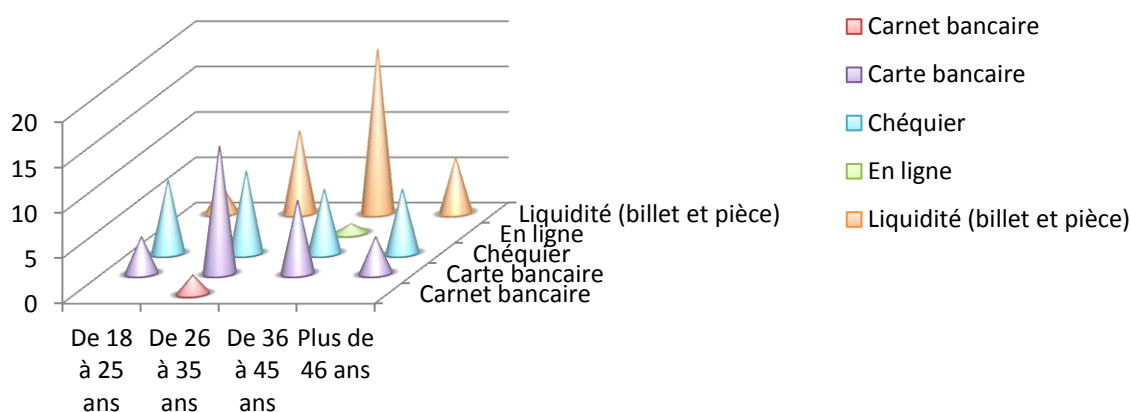 20
15
10
5
0
De 18
à 25
ans
De 26
à 35
ans
De 36
à 45
ans
Plus de
46 ans
Liquidité (billet et pièce)
En ligne
Chéquier
Carte bancaire
Carnet bancaire
Carnet bancaire
Carte bancaire
Chéquier
En ligne
Liquidité (billet et pièce)